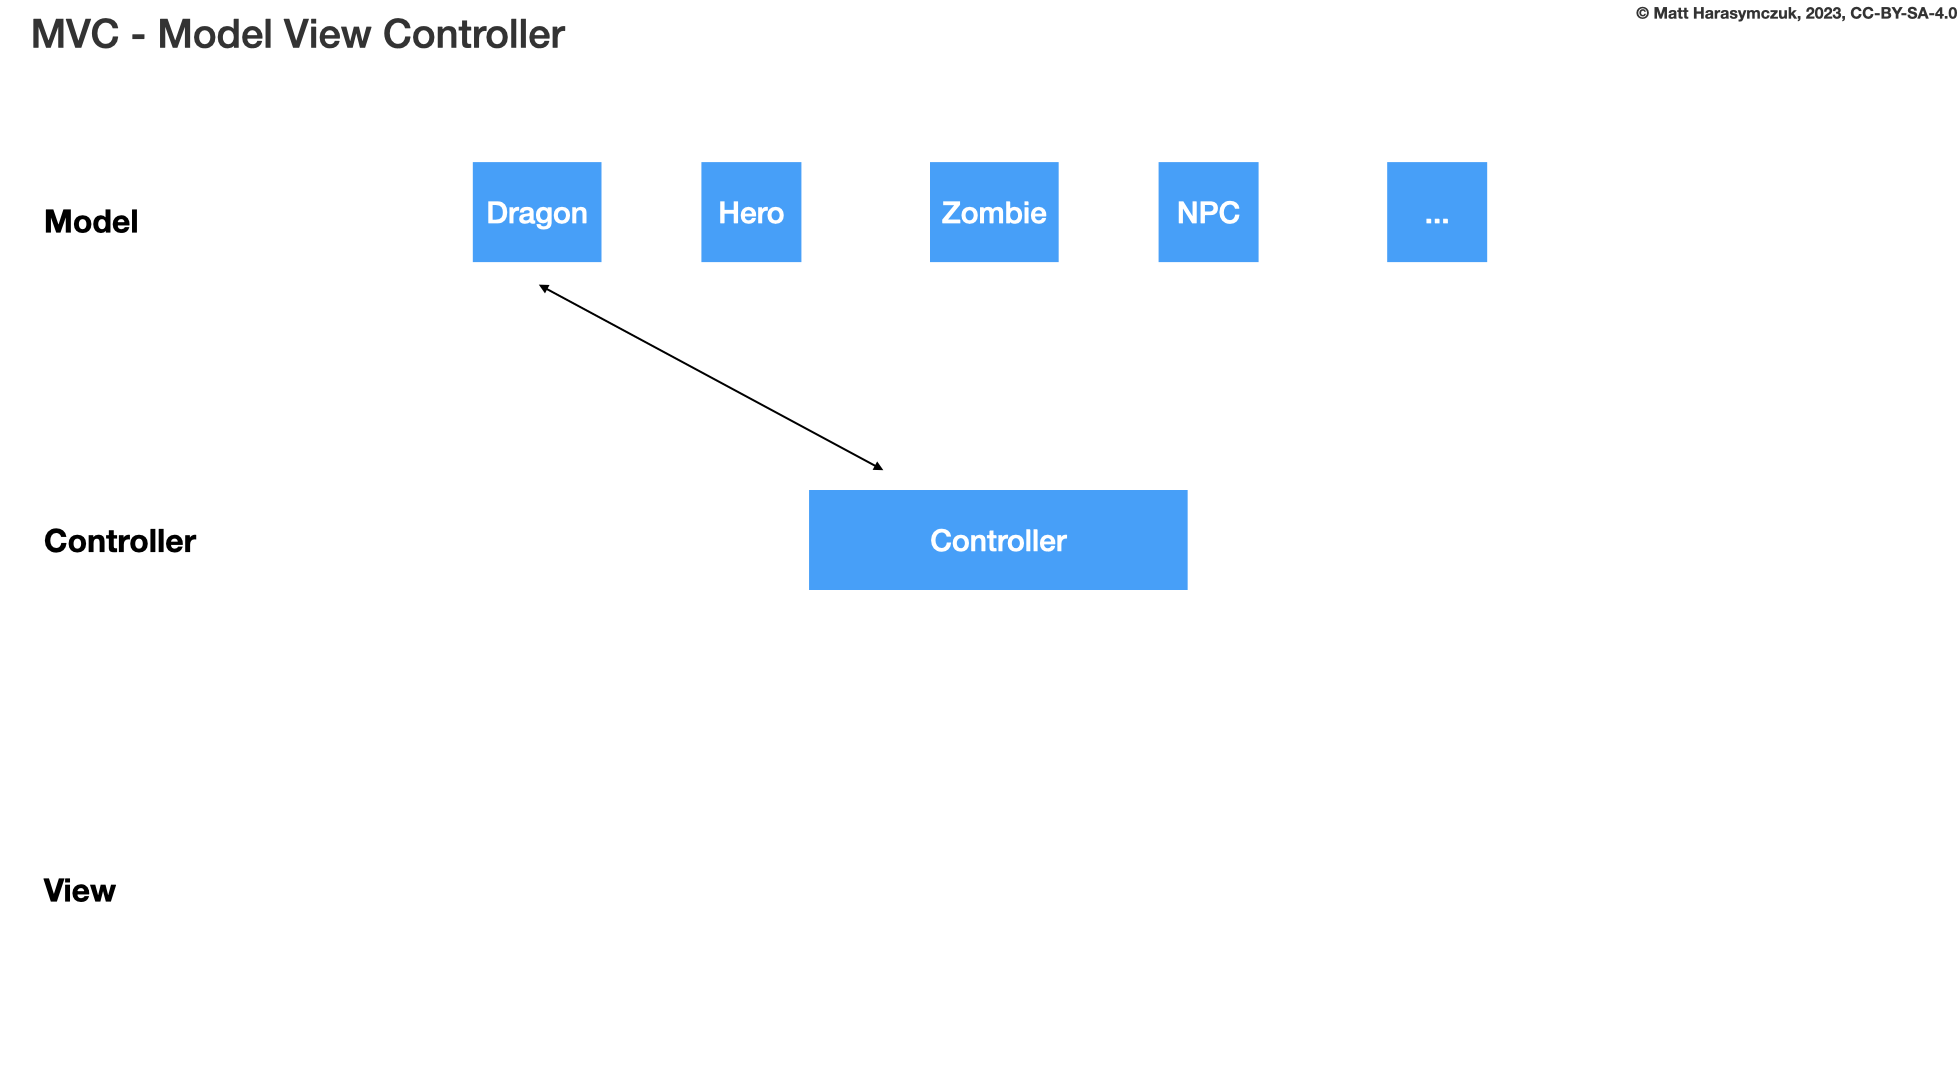 © Matt Harasymczuk, 2023, CC-BY-SA-4.0
MVC - Model View Controller
Model
Dragon
Hero
Zombie
NPC
...
Controller
Controller
View